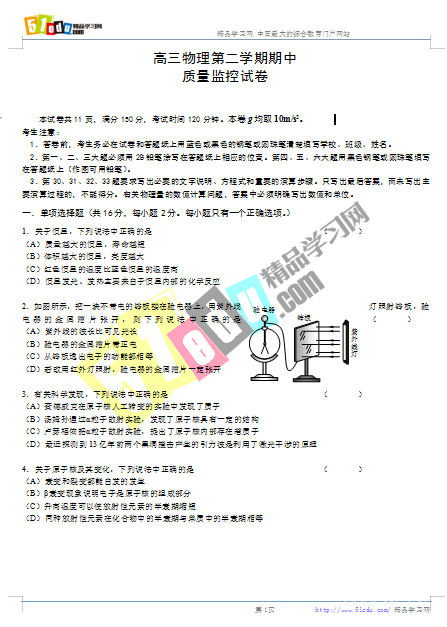 51edu.com
精品学习网
精品学习网 中国最大的综合教育门户网站
高三物理第二学期期中
质量监控试卷
本试卷共11页，满分150分，考试时间120分钟。本卷g均取10m/s²。
考生注意：
1．答卷前，考生务必在试卷和答题纸上用蓝色或黑色的钢笔或圆珠笔清楚填写学校、班级、姓名。
2．第一、二、三大题必须用2B铅笔涂写在答题纸上相应的位置。第四、五、六大题用黑色钢笔或圆珠笔填写
在答题纸上（作图可用铅笔）。
3．第30、31、32、33题要求写出必要的文字说明、方程式和重要的演算步骤。只写出最后答案，而未写出主
要演算过程的，不能得分。有关物理量的数值计算问题，答案中必须明确写出数值和单位。
一．单项选择题（共16分，每小题2分。每小题只有一个正确选项。）
1．关于恒星，下列说法中正确的是 （ ）
（A）质量越大的恒星，寿命越短
（B）体积越大的恒星，亮度越大
（C）红色恒星的温度比蓝色恒星的温度高
（D）恒星发光、发热主要来自于恒星内部的化学反应
2．如图所示，把一块不带电的锌板接在验电器上，用紫外线灯照射锌板，验
电器的金属箔片张开，则下列说法中正确的是 （ ）
（A）紫外线的波长比可见光长
（B）验电器的金属箔片带正电
（C）从锌板逸出电子的动能都相等
（D）若改用红外灯照射，验电器的金属箔片一定张开
验电器
锌板
紫外线灯
3．有关科学发现，下列说法中正确的是 （ ）
（A）查德威克在原子核人工转变的实验中发现了质子
（B）汤姆孙通过α粒子散射实验，发现了原子核具有一定的结构
（C）卢瑟福依据α粒子散射实验，提出了原子核内部存在着质子
（D）最近探测到13亿年前两个黑洞撞击产生的引力波是利用了激光干涉的原理
4．关于原子核及其变化，下列说法中正确的是 （ ）
（A）衰变和裂变都能自发的发生
（B）β衰变现象说明电子是原子核的组成部分
（C）升高温度可以使放射性元素的半衰期缩短
（D）同种放射性元素在化合物中的半衰期与单质中的半衰期相等
第 1页
http://www.51edu.com/ 精品学习网